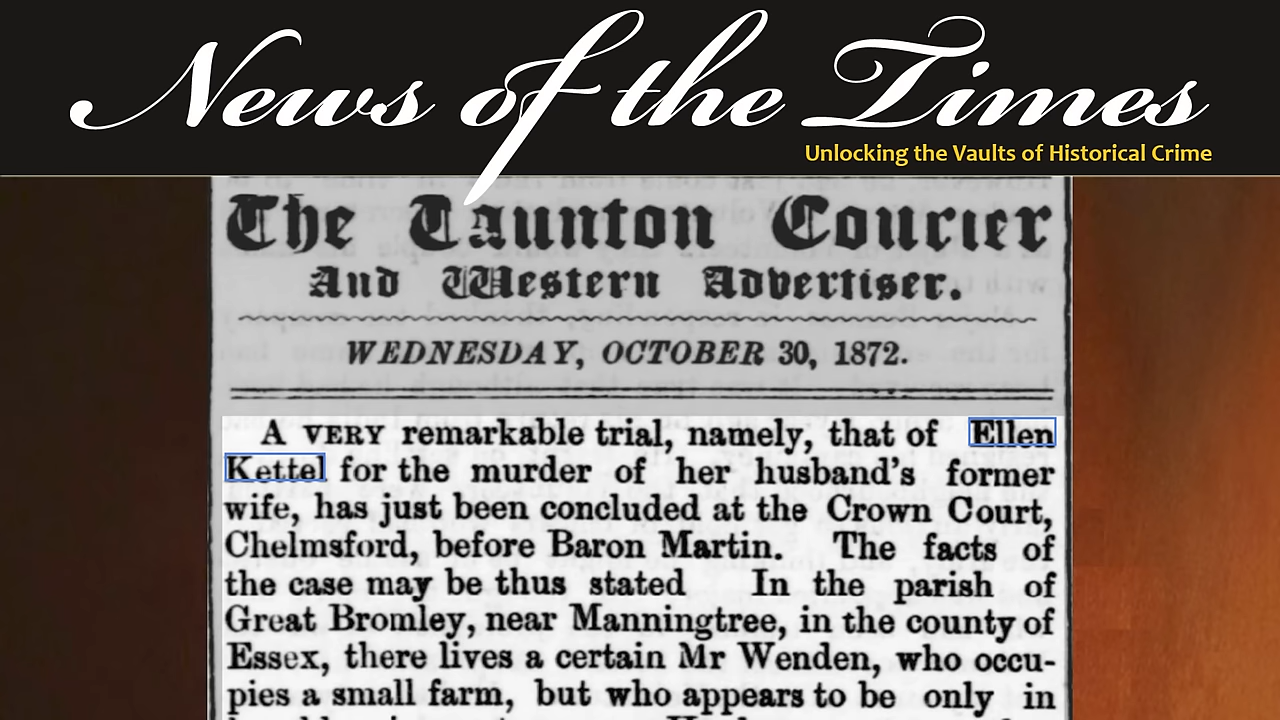 News of the Times
Unlocking the Vaults of Historical Crime
The Taunton Courier
And Western Advertiser.
WEDNESDAY, OCTOBER 30, 1872.
A VERY remarkable trial, namely, that of Ellen
Kettel for the murder of her husband's former
wife, has just been concluded at the Crown Court,
Chelmsford, before Baron Martin. The facts of
the case may be thus stated In the parish of
Great Bromley, near Manningtree, in the county of
Essex, there lives a certain Mr Wenden, who occu-
pies a small farm, but who appears to be only in